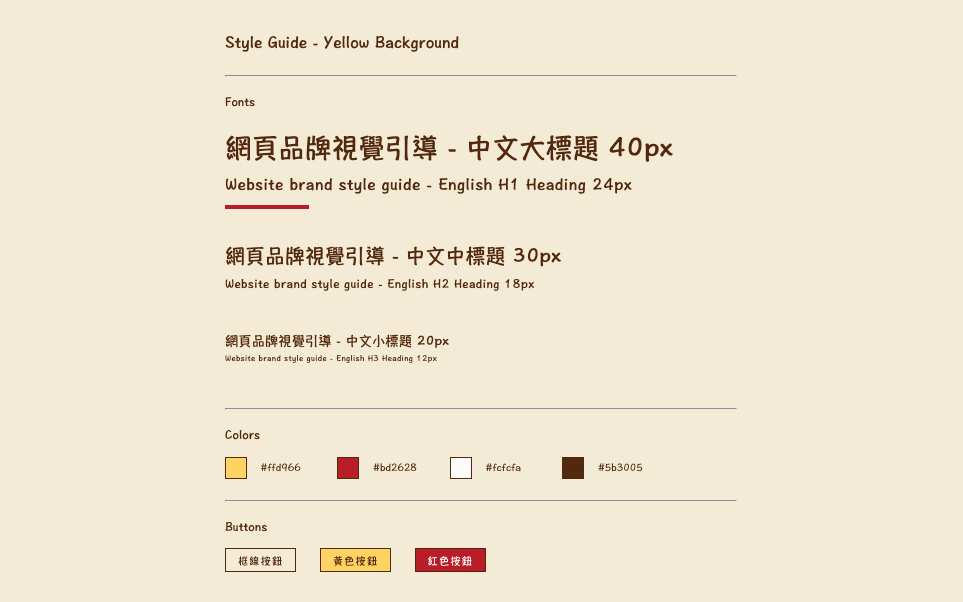 Style Guide - Yellow Background
Fonts
網頁品牌視覺引導 - 中文大標題 40px
Website brand style guide - English H1 Heading 24px
網頁品牌視覺引導 - 中文中標題 30px
Website brand style guide - English H2 Heading 18px
網頁品牌視覺引導 - 中文小標題 20px
Website brand style guide - English H3 Heading 12px
Colors
#ffd966 #bd2628 #fcfcfa #5b3005
Buttons
框線按鈕 黃色按鈕 紅色按鈕